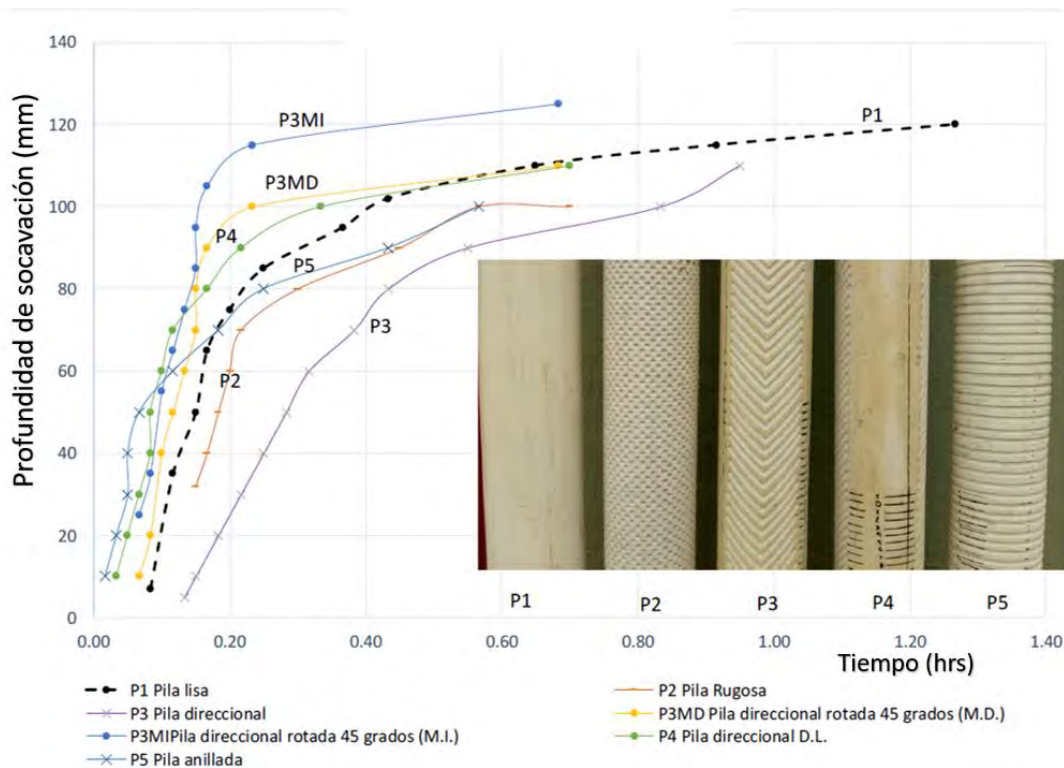 140
120
100
80
60
40
20
0
Profundidad de socavación (mm)
P3MI
P1
P3MD
P4
P5
P3
P2
P1 P2 P3 P4 P5
0.00 0.20 0.40 0.60 0.80 1.00 1.20 1.40
Tiempo (hrs)
P1 Pila lisa
P2 Pila Rugosa
P3 Pila direccional
P3MD Pila direccional rotada 45 grados (M.D.)
P3MIPila direccional rotada 45 grados (M.I.)
P4 Pila direccional D.L.
P5 Pila anillada